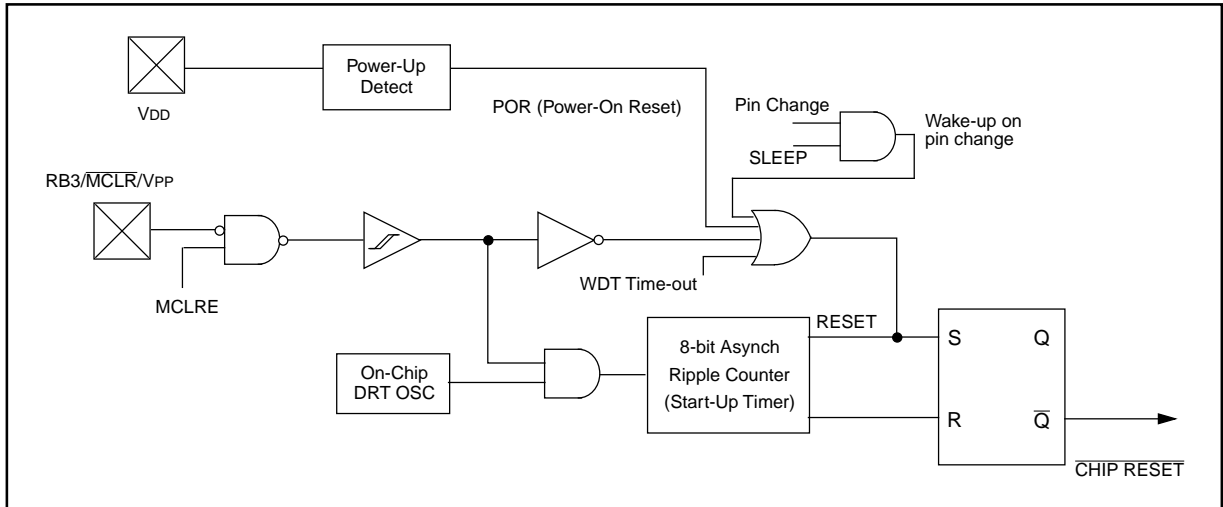 Power-Up
Detect
VDD
POR (Power-On Reset)
Pin Change
SLEEP
Wake-up on
pin change
RB3/MCLR/VPP
MCLRE
WDT Time-out
RESET
On-Chip
DRT OSC
8-bit Asynch
Ripple Counter
(Start-Up Timer)
S Q
R Q
CHIP RESET